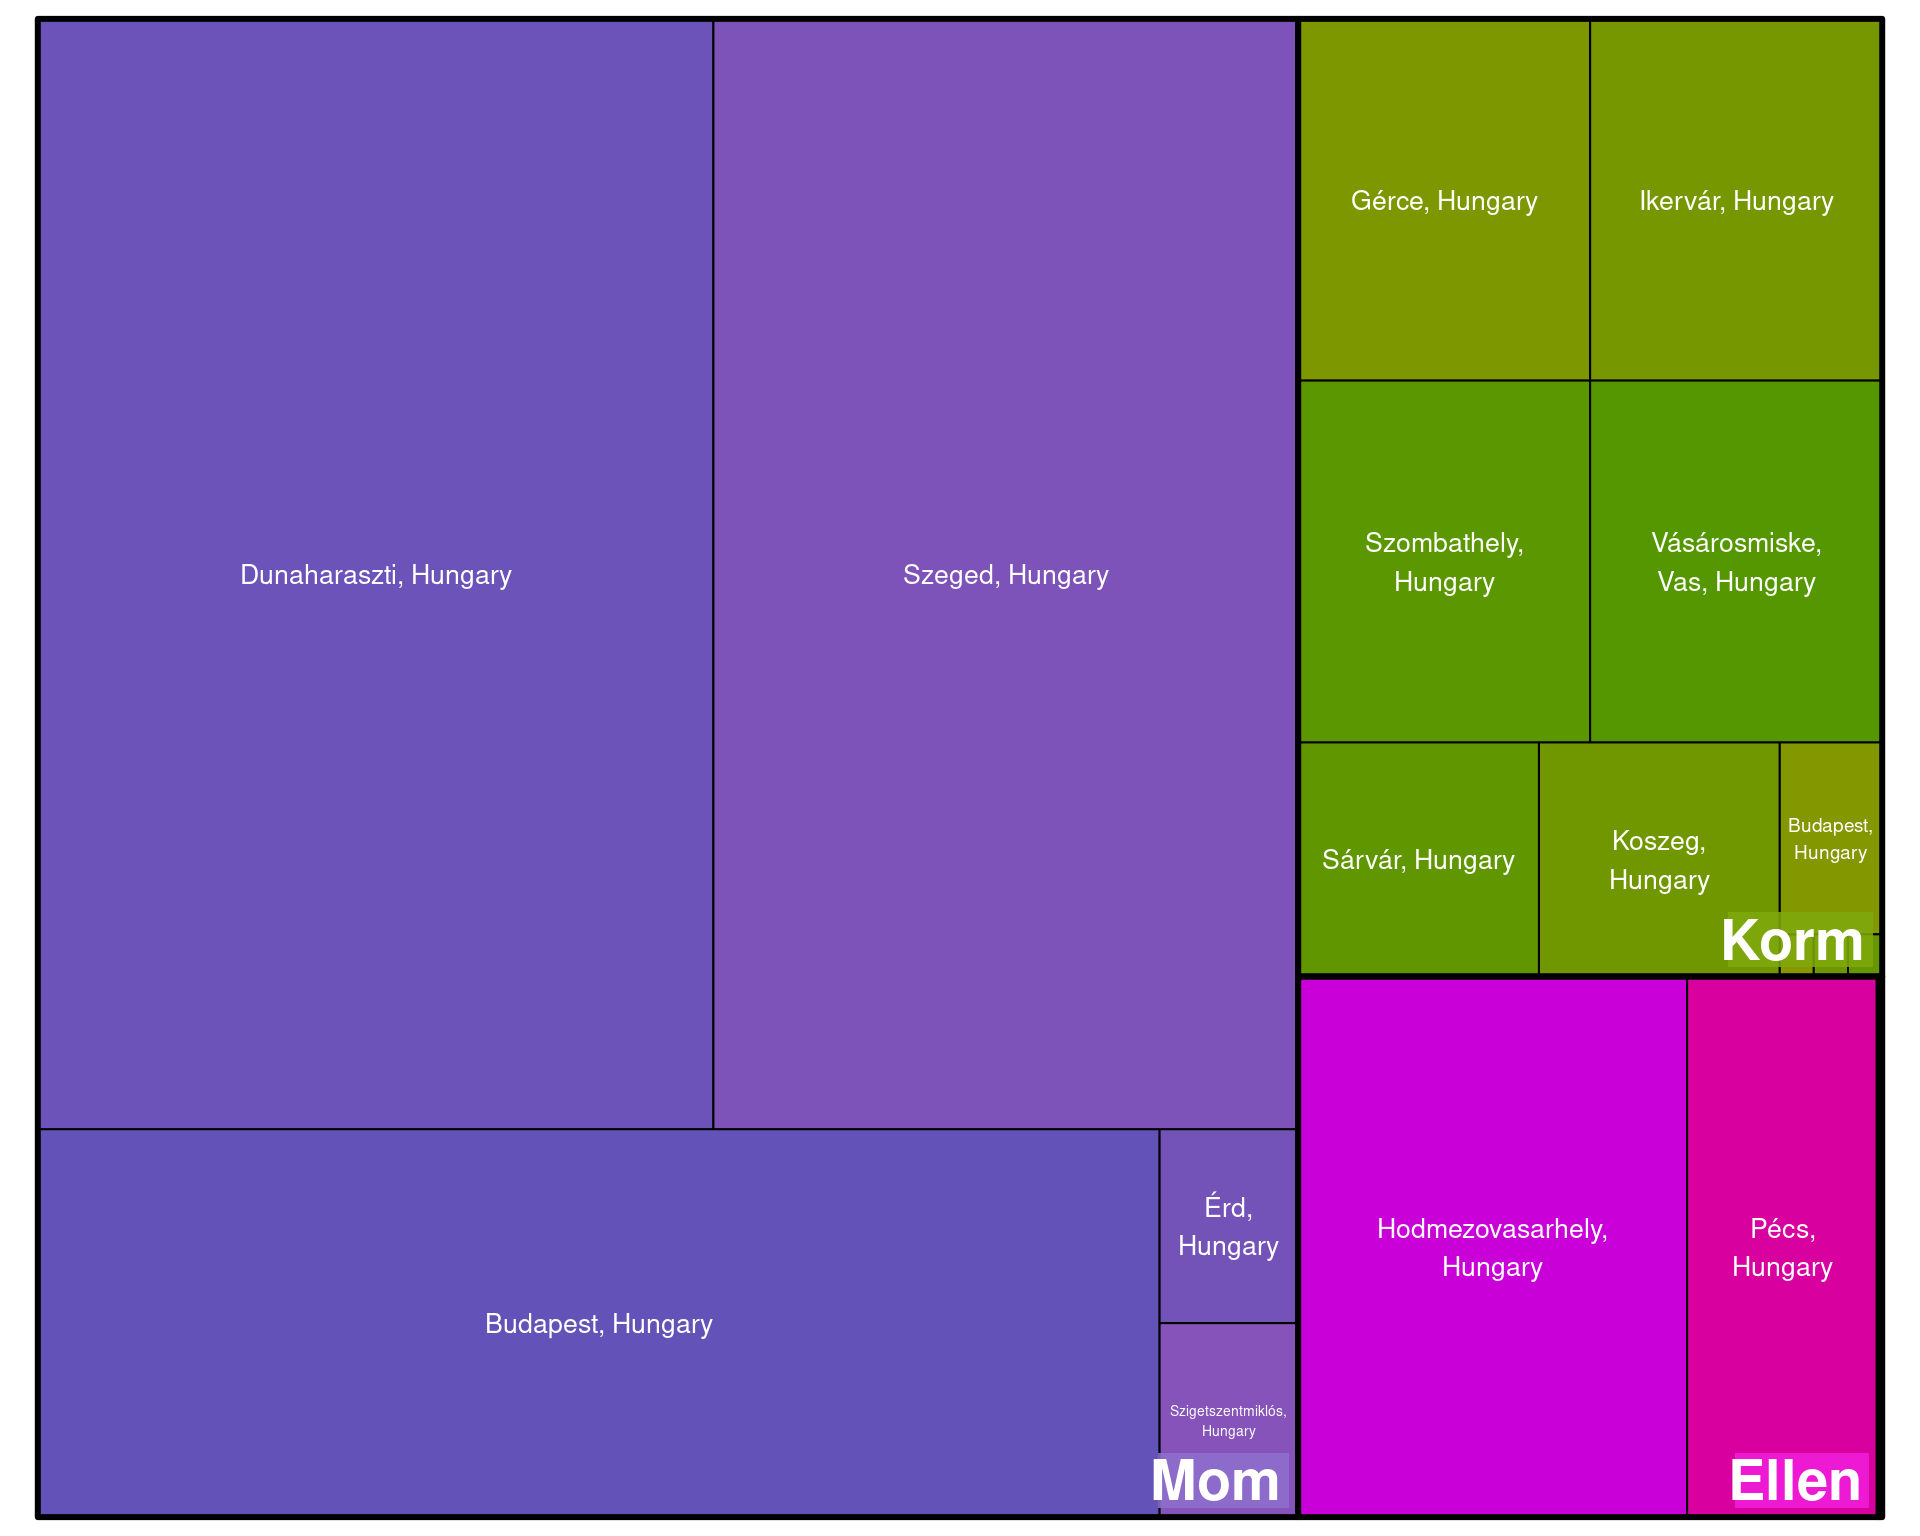 Dunaharaszti, Hungary
Szeged, Hungary
Budapest, Hungary
Érd,
Hungary
Szigetszentmiklós,
Hungary
Mom
Gérce, Hungary
Ikervár, Hungary
Szombathely,
Hungary
Vásárosmiske,
Vas, Hungary
Sárvár, Hungary
Koszeg,
Hungary
Budapest,
Hungary
Korm
Hodmezovasarhely,
Hungary
Pécs,
Hungary
Ellen